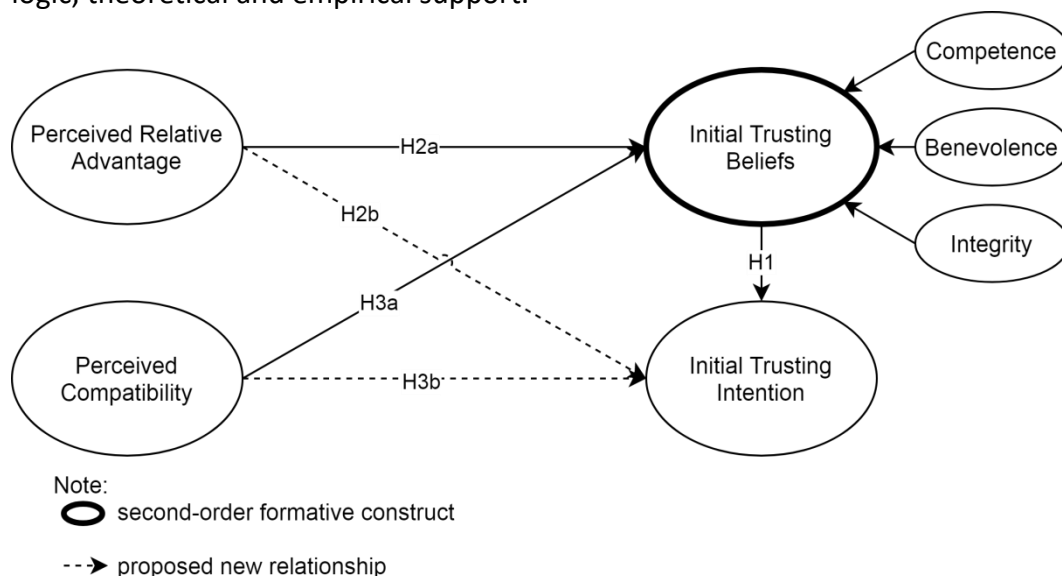 logic, theoretical and empirical support.
Competence
Perceived Relative
Advantage
H2a
Initial Trusting
Beliefs
Benevolence
H2b
Integrity
H1
H3a
Perceived
Compatibility
H3b
Initial Trusting
Intention
Note:
second-order formative construct
proposed new relationship